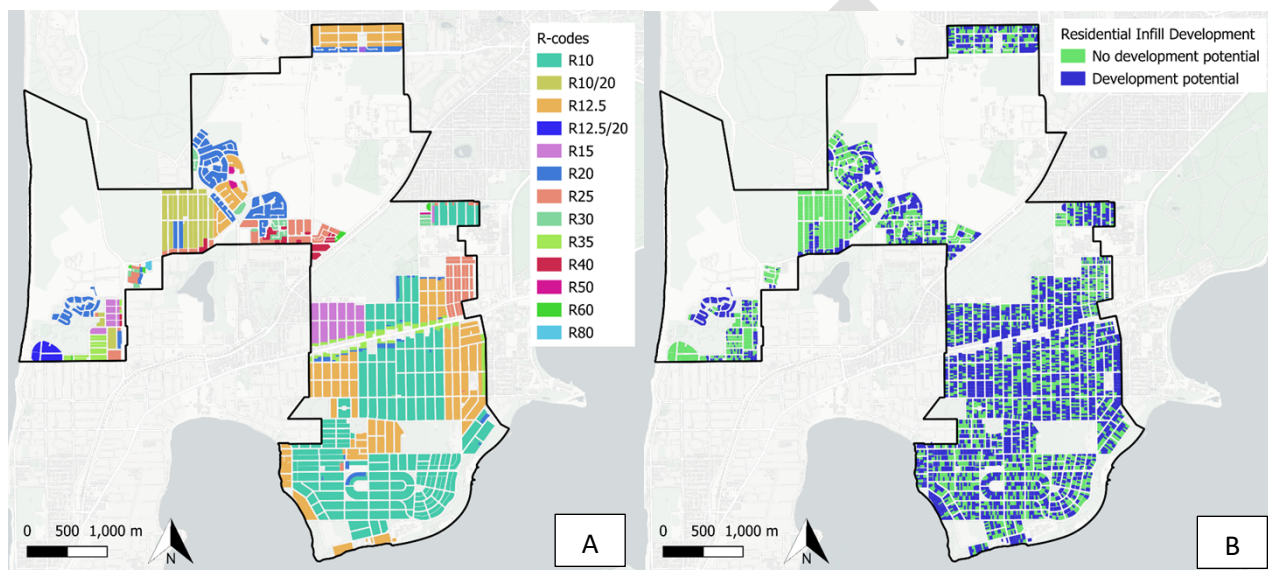 R-codes
R10
R10/20
R12.5
R12.5/20
R15
R20
R25
R30
R35
R40
R50
R60
R80
0 500 1,000 m
N
A
Residential Infill Development
No development potential
Development potential
0 500 1,000 m
N
B